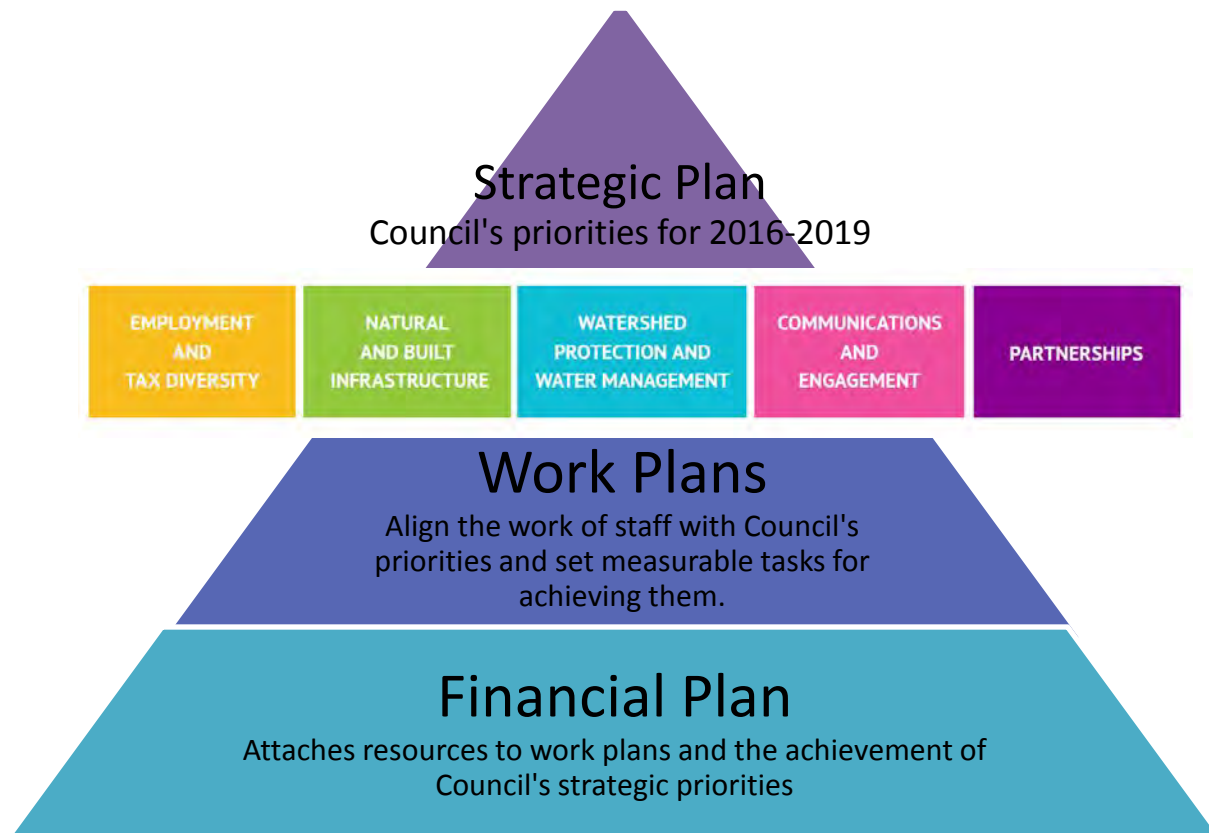 Strategic Plan
Council's priorities for 2016-2019
EMPLOYMENT
AND
TAX DIVERSITY
NATURAL
AND BUILT
INFRASTRUCTURE
WATERSHED
PROTECTION AND
WATER MANAGEMENT
COMMUNICATIONS
AND
ENGAGEMENT
PARTNERSHIPS
Work Plans
Align the work of staff with Council's
priorities and set measurable tasks for
achieving them.
Financial Plan
Attaches resources to work plans and the achievement of
Council's strategic priorities